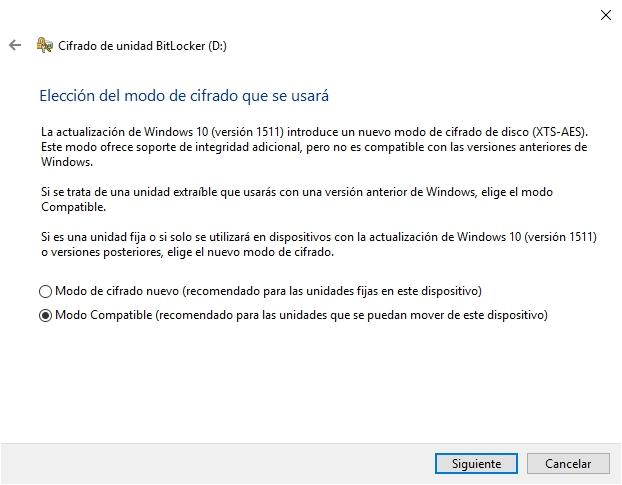 Cifrado de unidad BitLocker (D:)
Elección del modo de cifrado que se usará
La actualización de Windows 10 (versión 1511) introduce un nuevo modo de cifrado de disco (XTS-AES).
Este modo ofrece soporte de integridad adicional, pero no es compatible con las versiones anteriores de
Windows.
Si se trata de una unidad extraíble que usarás con una versión anterior de Windows, elige el modo
Compatible.
Si es una unidad fija o si solo se utilizará en dispositivos con la actualización de Windows 10 (versión 1511)
o versiones posteriores, elige el nuevo modo de cifrado.
Modo de cifrado nuevo (recomendado para las unidades fijas en este dispositivo)
Modo Compatible (recomendado para las unidades que se puedan mover de este dispositivo)
Siguiente Cancelar